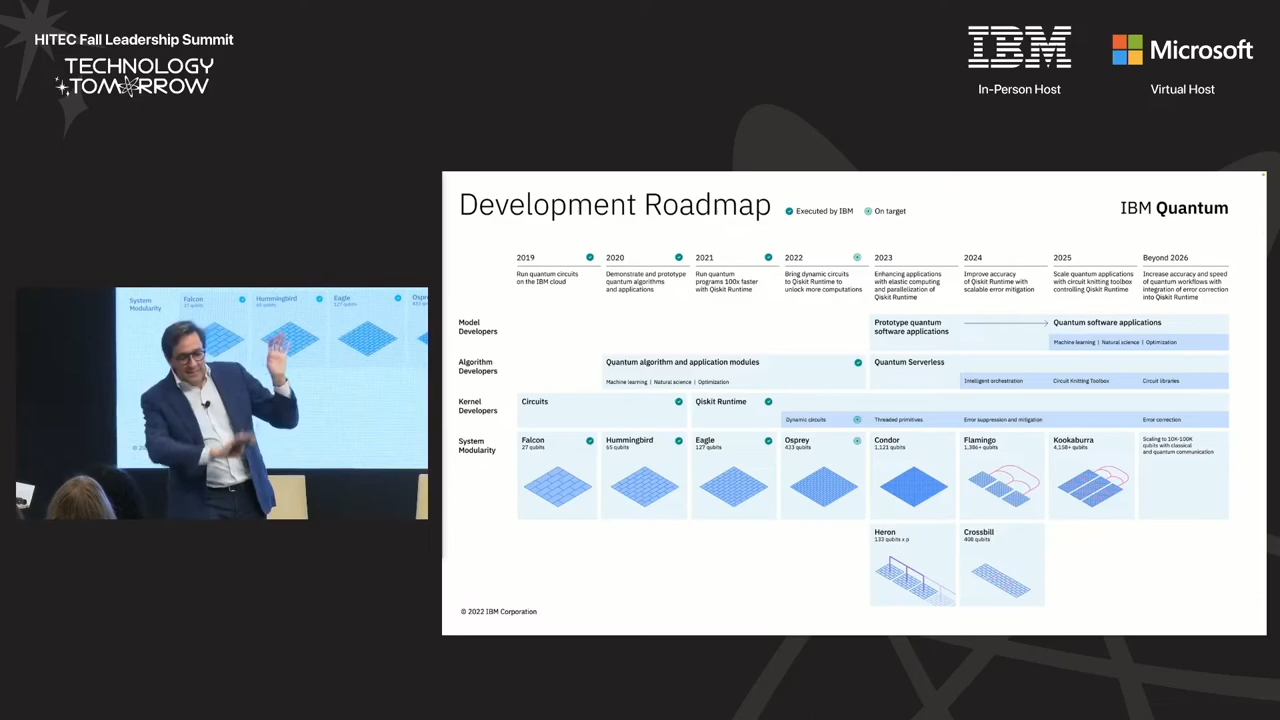 HITEC Fall Leadership Summit
TECHNOLOGY
TOMORROW
IBM
In-Person Host
Microsoft
Virtual Host
System
Modularity
Falcon
27 qubits
Hummingbird
65 qubits
Eagle
127 qubits
Development Roadmap
Executed by IBM
On target
IBM Quantum
2019
Run quantum circuits
on the IBM cloud
2020
Demonstrate and prototype
quantum algorithms
and applications
2021
Run quantum
programs 100x faster
with Qiskit Runtime
2022
Bring dynamic circuits
to Qiskit Runtime to
unlock more computations
2023
Enhancing applications
with elastic computing
and parallelization of
Qiskit Runtime
2024
Improve accuracy
of Qiskit Runtime with
scalable error mitigation
2025
Scale quantum applications
with circuit knitting toolbox
controlling Qiskit Runtime
Beyond 2026
Increase accuracy and speed
of quantum workflows with
integration of error correction
into Qiskit Runtime
Model
Developers
Prototype quantum
software applications
Quantum software applications
Machine learning | Natural science | Optimization
Algorithm
Developers
Quantum algorithm and application modules
Machine learning | Natural science | Optimization
Quantum Serverless
Intelligent orchestration
Circuit Knitting Toolbox
Circuit libraries
Kernel
Developers
Circuits
Qiskit Runtime
Dynamic circuits
Threaded primitives
Error suppression and mitigation
Error correction
System
Modularity
Falcon
27 qubits
Hummingbird
65 qubits
Eagle
127 qubits
Osprey
433 qubits
Condor
1,121 qubits
Flamingo
1,386+ qubits
Kookaburra
4,158+ qubits
Scaling to 10K-100K
qubits with classical
and quantum communication
Heron
133 qubits x p
Crossbill
408 qubits
© 2022 IBM Corporation